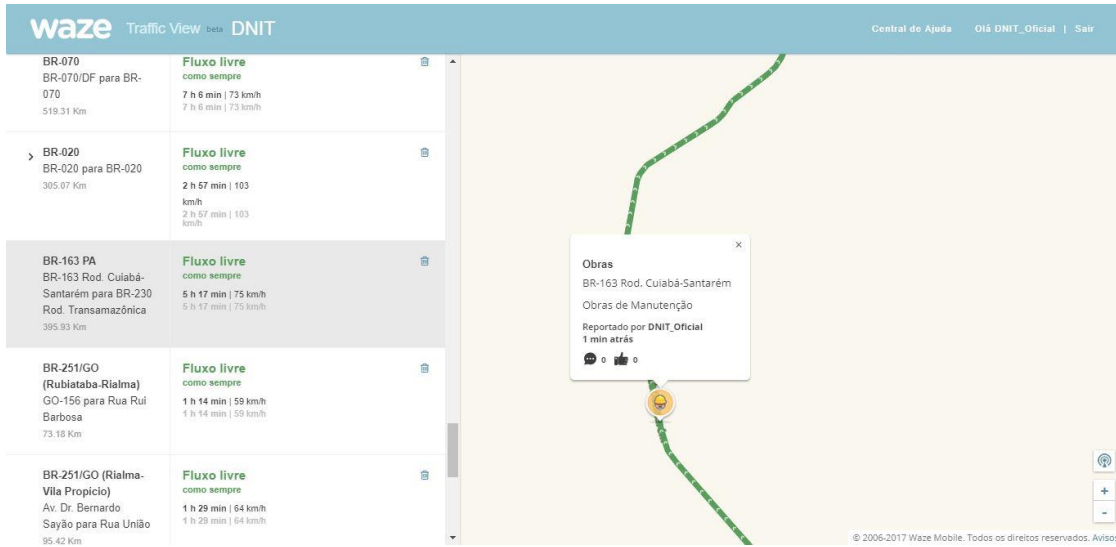 waze Traffic View beta DNIT
Central de Ajuda Olá DNIT_Oficial | Sair
BR-070
BR-070/DF para BR-
070
519.31 Km
Fluxo livre
como sempre
7 h 6 min | 73 km/h
7 h 6 min | 73 km/h
BR-020
BR-020 para BR-020
305.07 Km
Fluxo livre
como sempre
2 h 57 min | 103
km/h
2 h 57 min | 103
km/h
BR-163 PA
BR-163 Rod. Cuiabá-
Santarém para BR-230
Rod. Transamazônica
395.93 Km
Fluxo livre
como sempre
5 h 17 min | 75 km/h
5 h 17 min | 75 km/h
BR-251/GO
(Rubiataba-Rialma)
GO-156 para Rua Rui
Barbosa
73.18 Km
Fluxo livre
como sempre
1 h 14 min | 59 km/h
1 h 14 min | 59 km/h
BR-251/GO (Rialma-
Vila Propício)
Av. Dr. Bernardo
Sayão para Rua União
95.42 Km
Fluxo livre
como sempre
1 h 29 min | 64 km/h
1 h 29 min | 64 km/h
Obras
BR-163 Rod. Cuiabá-Santarém
Obras de Manutenção
Reportado por DNIT_Oficial
1 min atrás
0 0
+
-
© 2006-2017 Waze Mobile. Todos os direitos reservados. Aviso